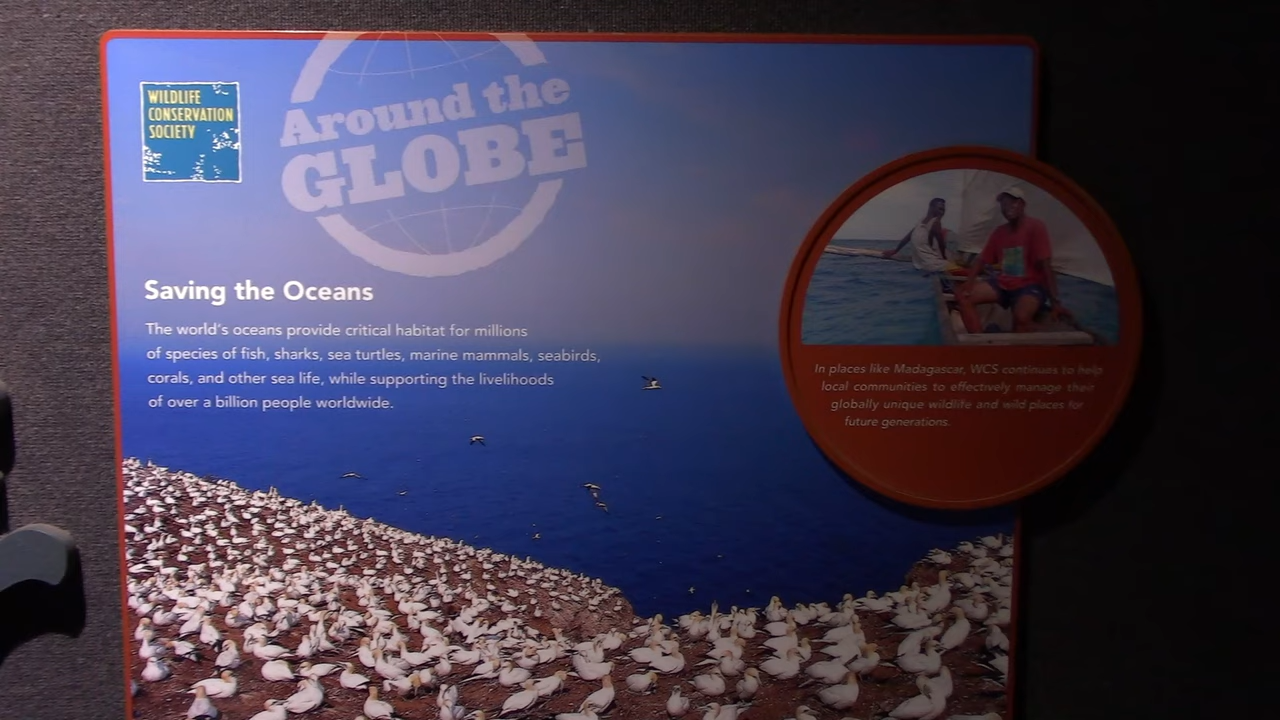 WILDLIFE
CONSERVATION
SOCIETY
Around the
GLOBE
Saving the Oceans
The world's oceans provide critical habitat for millions
of species of fish, sharks, sea turtles, marine mammals, seabirds,
corals, and other sea life, while supporting the livelihoods
of over a billion people worldwide.
In places like Madagascar, WCS continues to help
local communities to effectively manage their
globally unique wildlife and wild places for
future generations.